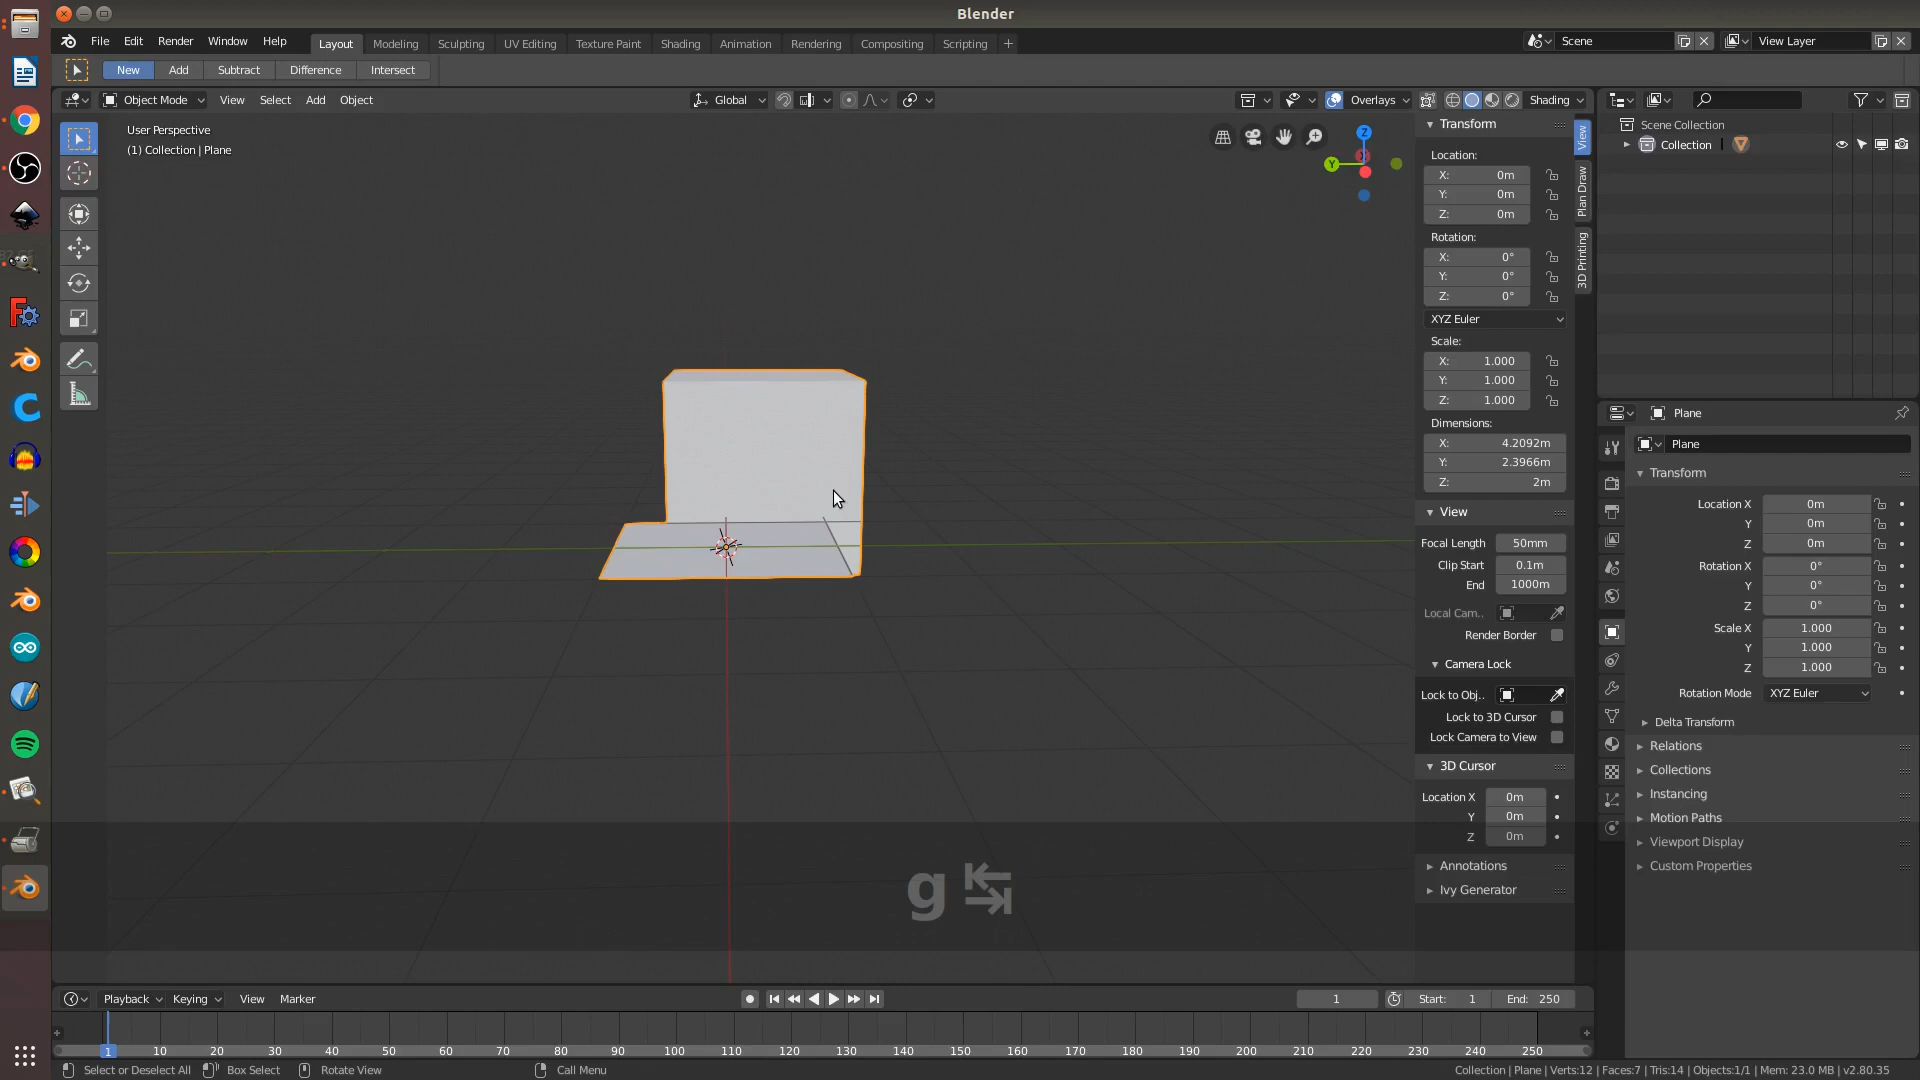 Blender
File Edit Render Window Help Layout Modeling Sculpting UV Editing Texture Paint Shading Animation Rendering Compositing Scripting + Scene View Layer
New Add Subtract Difference Intersect
Object Mode View Select Add Object Global Overlays Shading
User Perspective
(1) Collection | Plane
Z
Y
Transform
Location:
X: 0m
Y: 0m
Z: 0m
Rotation:
X: 0°
Y: 0°
Z: 0°
XYZ Euler
Scale:
X: 1.000
Y: 1.000
Z: 1.000
Dimensions:
X: 4.2092m
Y: 2.3966m
Z: 2m
View
Focal Length 50mm
Clip Start 0.1m
End 1000m
Local Cam..
Render Border
Camera Lock
Lock to Obj..
Lock to 3D Cursor
Lock Camera to View
3D Cursor
Location X 0m
Y 0m
Z 0m
Annotations
Ivy Generator
View
Plan Draw
3D Printing
Scene Collection
Collection
Plane
Plane
Transform
Location X 0m
Y 0m
Z 0m
Rotation X 0°
Y 0°
Z 0°
Scale X 1.000
Y 1.000
Z 1.000
Rotation Mode XYZ Euler
Delta Transform
Relations
Collections
Instancing
Motion Paths
Viewport Display
Custom Properties
g
Playback Keying View Marker 1 Start: 1 End: 250
1 10 20 30 40 50 60 70 80 90 100 110 120 130 140 150 160 170 180 190 200 210 220 230 240 250
Select or Deselect All Box Select Rotate View Call Menu Collection | Plane | Verts:12 | Faces:7 | Tris:14 | Objects:1/1 | Mem: 23.0 MB | v2.80.35